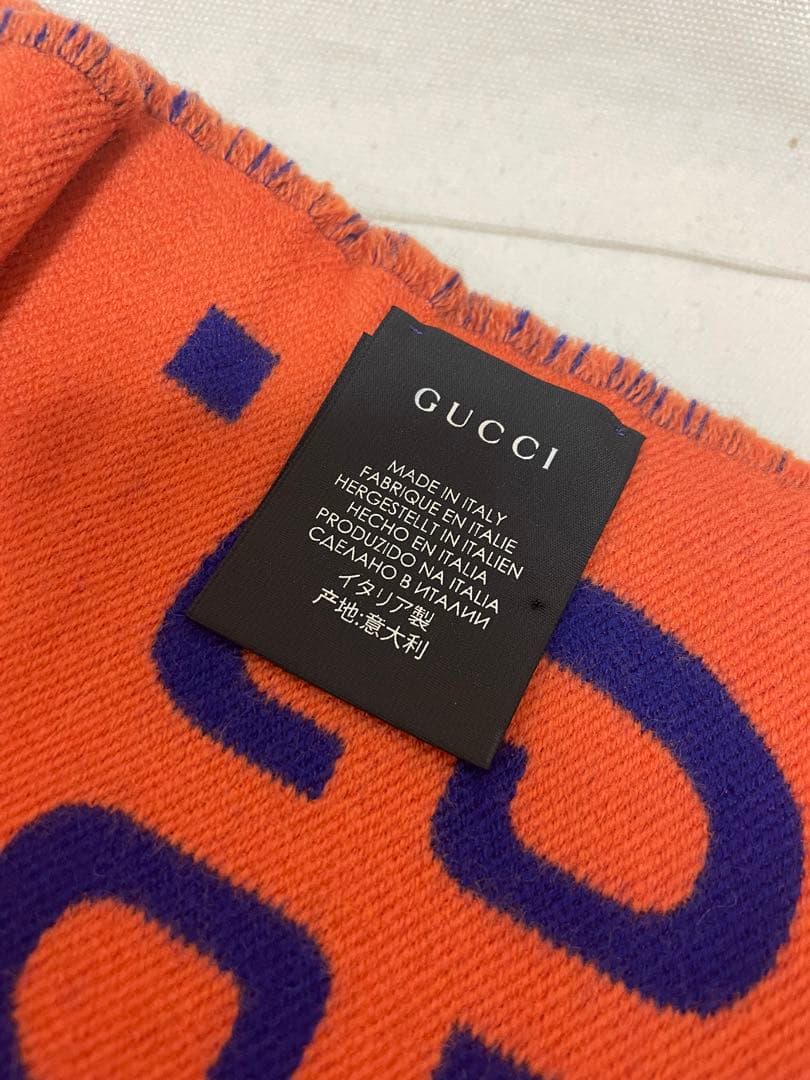 GUCCI
MADE IN ITALY
FABRIQUE EN ITALIE
HERGESTELLT IN ITALIEN
HECHO EN ITALIA
PRODUZIDO NA ITALIA
СДЕЛАНО В ИТАЛИИ
イタリア製
产地:意大利